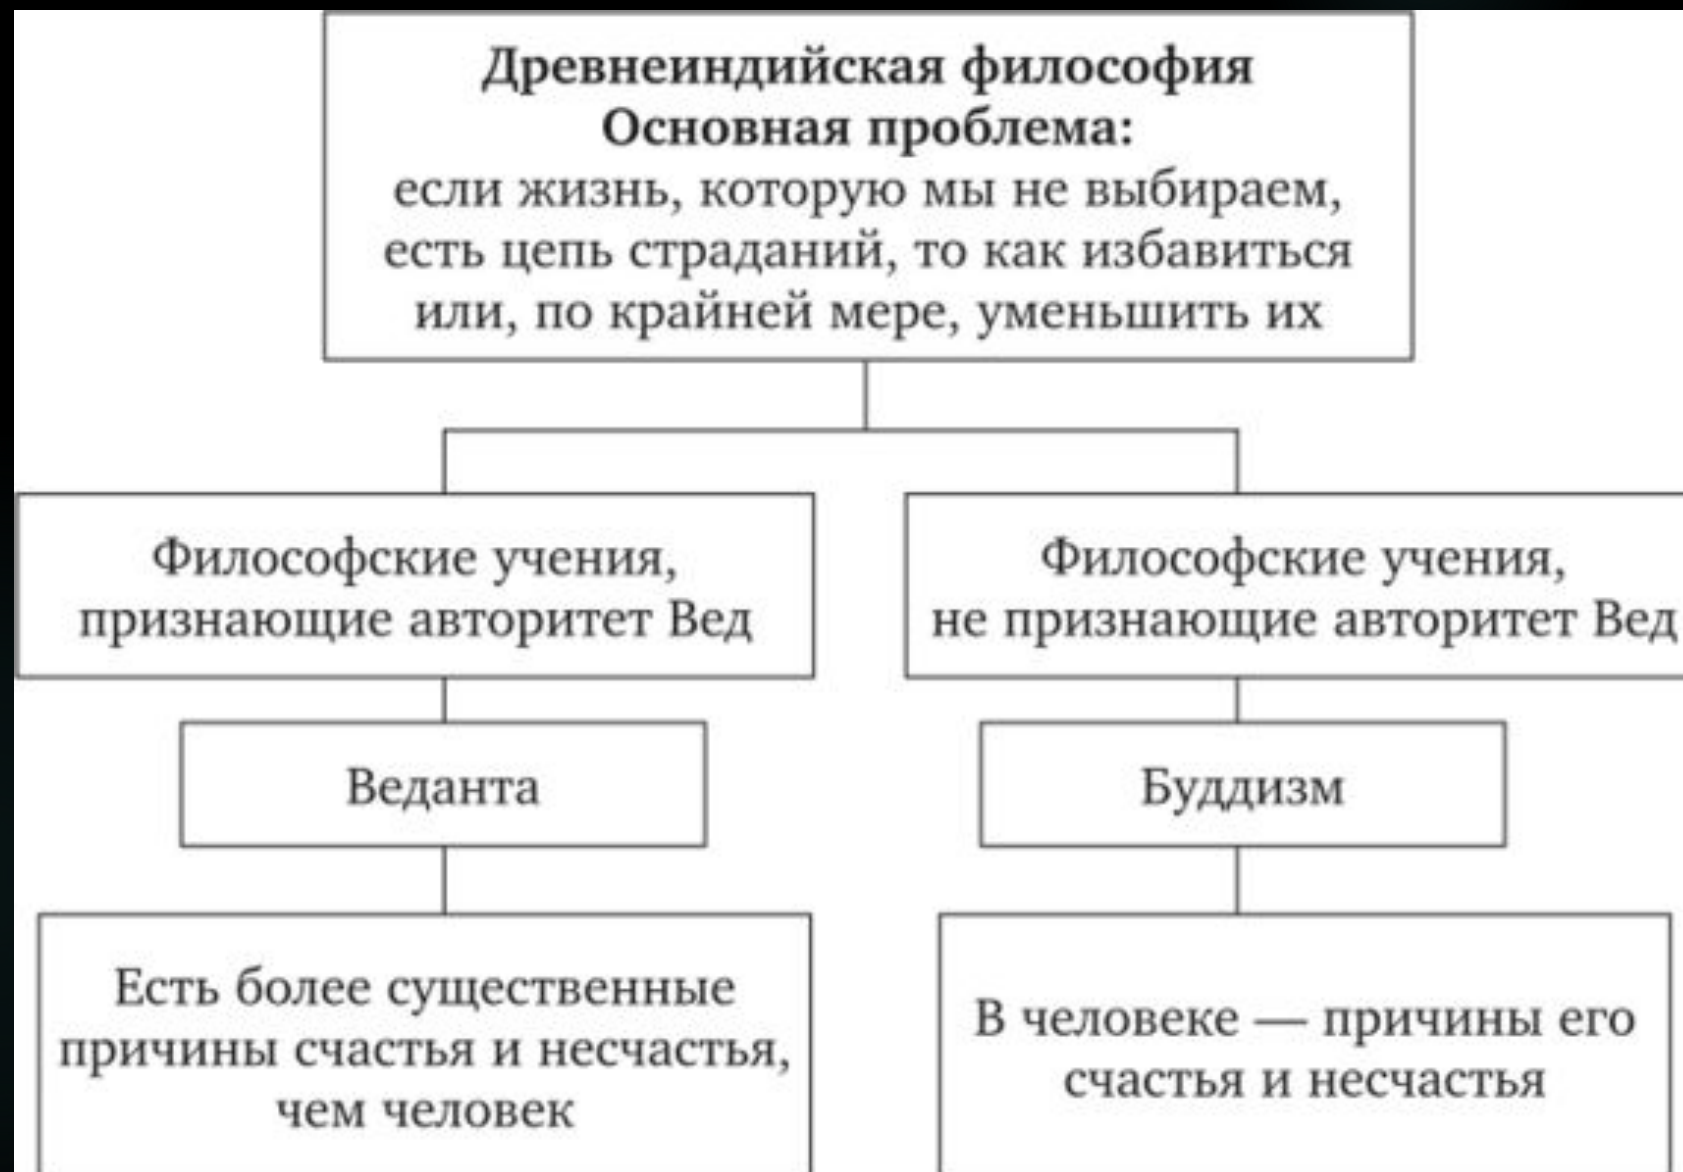 Древнеиндийская философия
Основная проблема:
если жизнь, которую мы не выбираем,
есть цепь страданий, то как избавиться
или, по крайней мере, уменьшить их
Философские учения,
признающие авторитет Вед
Философские учения,
не признающие авторитет Вед
Веданта
Буддизм
Есть более существенные
причины счастья и несчастья,
чем человек
В человеке — причины его
счастья и несчастья